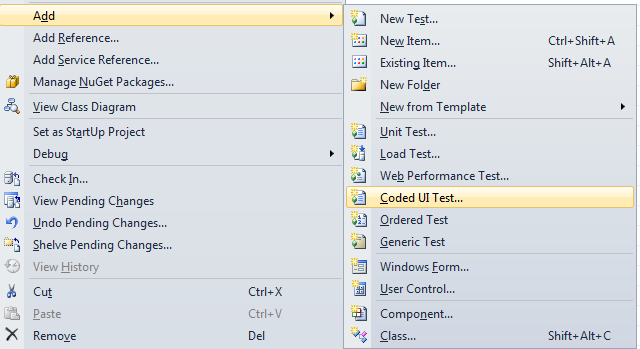 Add
Add Reference...
Add Service Reference...
Manage NuGet Packages...
View Class Diagram
Set as StartUp Project
Debug
Check In...
View Pending Changes
Undo Pending Changes...
Shelve Pending Changes...
View History
Cut Ctrl+X
Paste Ctrl+V
Remove Del
New Test...
New Item... Ctrl+Shift+A
Existing Item... Shift+Alt+A
New Folder
New from Template
Unit Test...
Load Test...
Web Performance Test...
Coded UI Test...
Ordered Test
Generic Test
Windows Form...
User Control...
Component...
Class... Shift+Alt+C